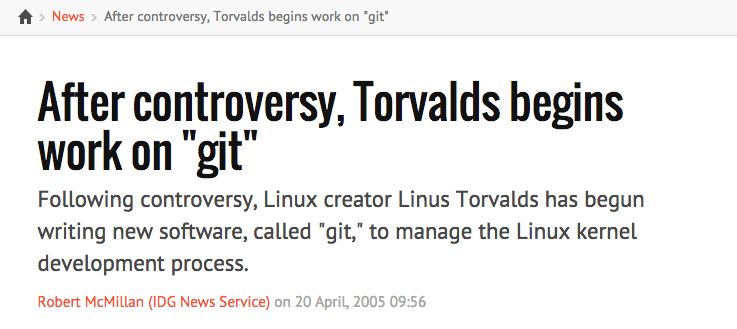 News > After controversy, Torvalds begins work on "git"
After controversy, Torvalds begins
work on "git"
Following controversy, Linux creator Linus Torvalds has begun
writing new software, called "git," to manage the Linux kernel
development process.
Robert McMillan (IDG News Service) on 20 April, 2005 09:56